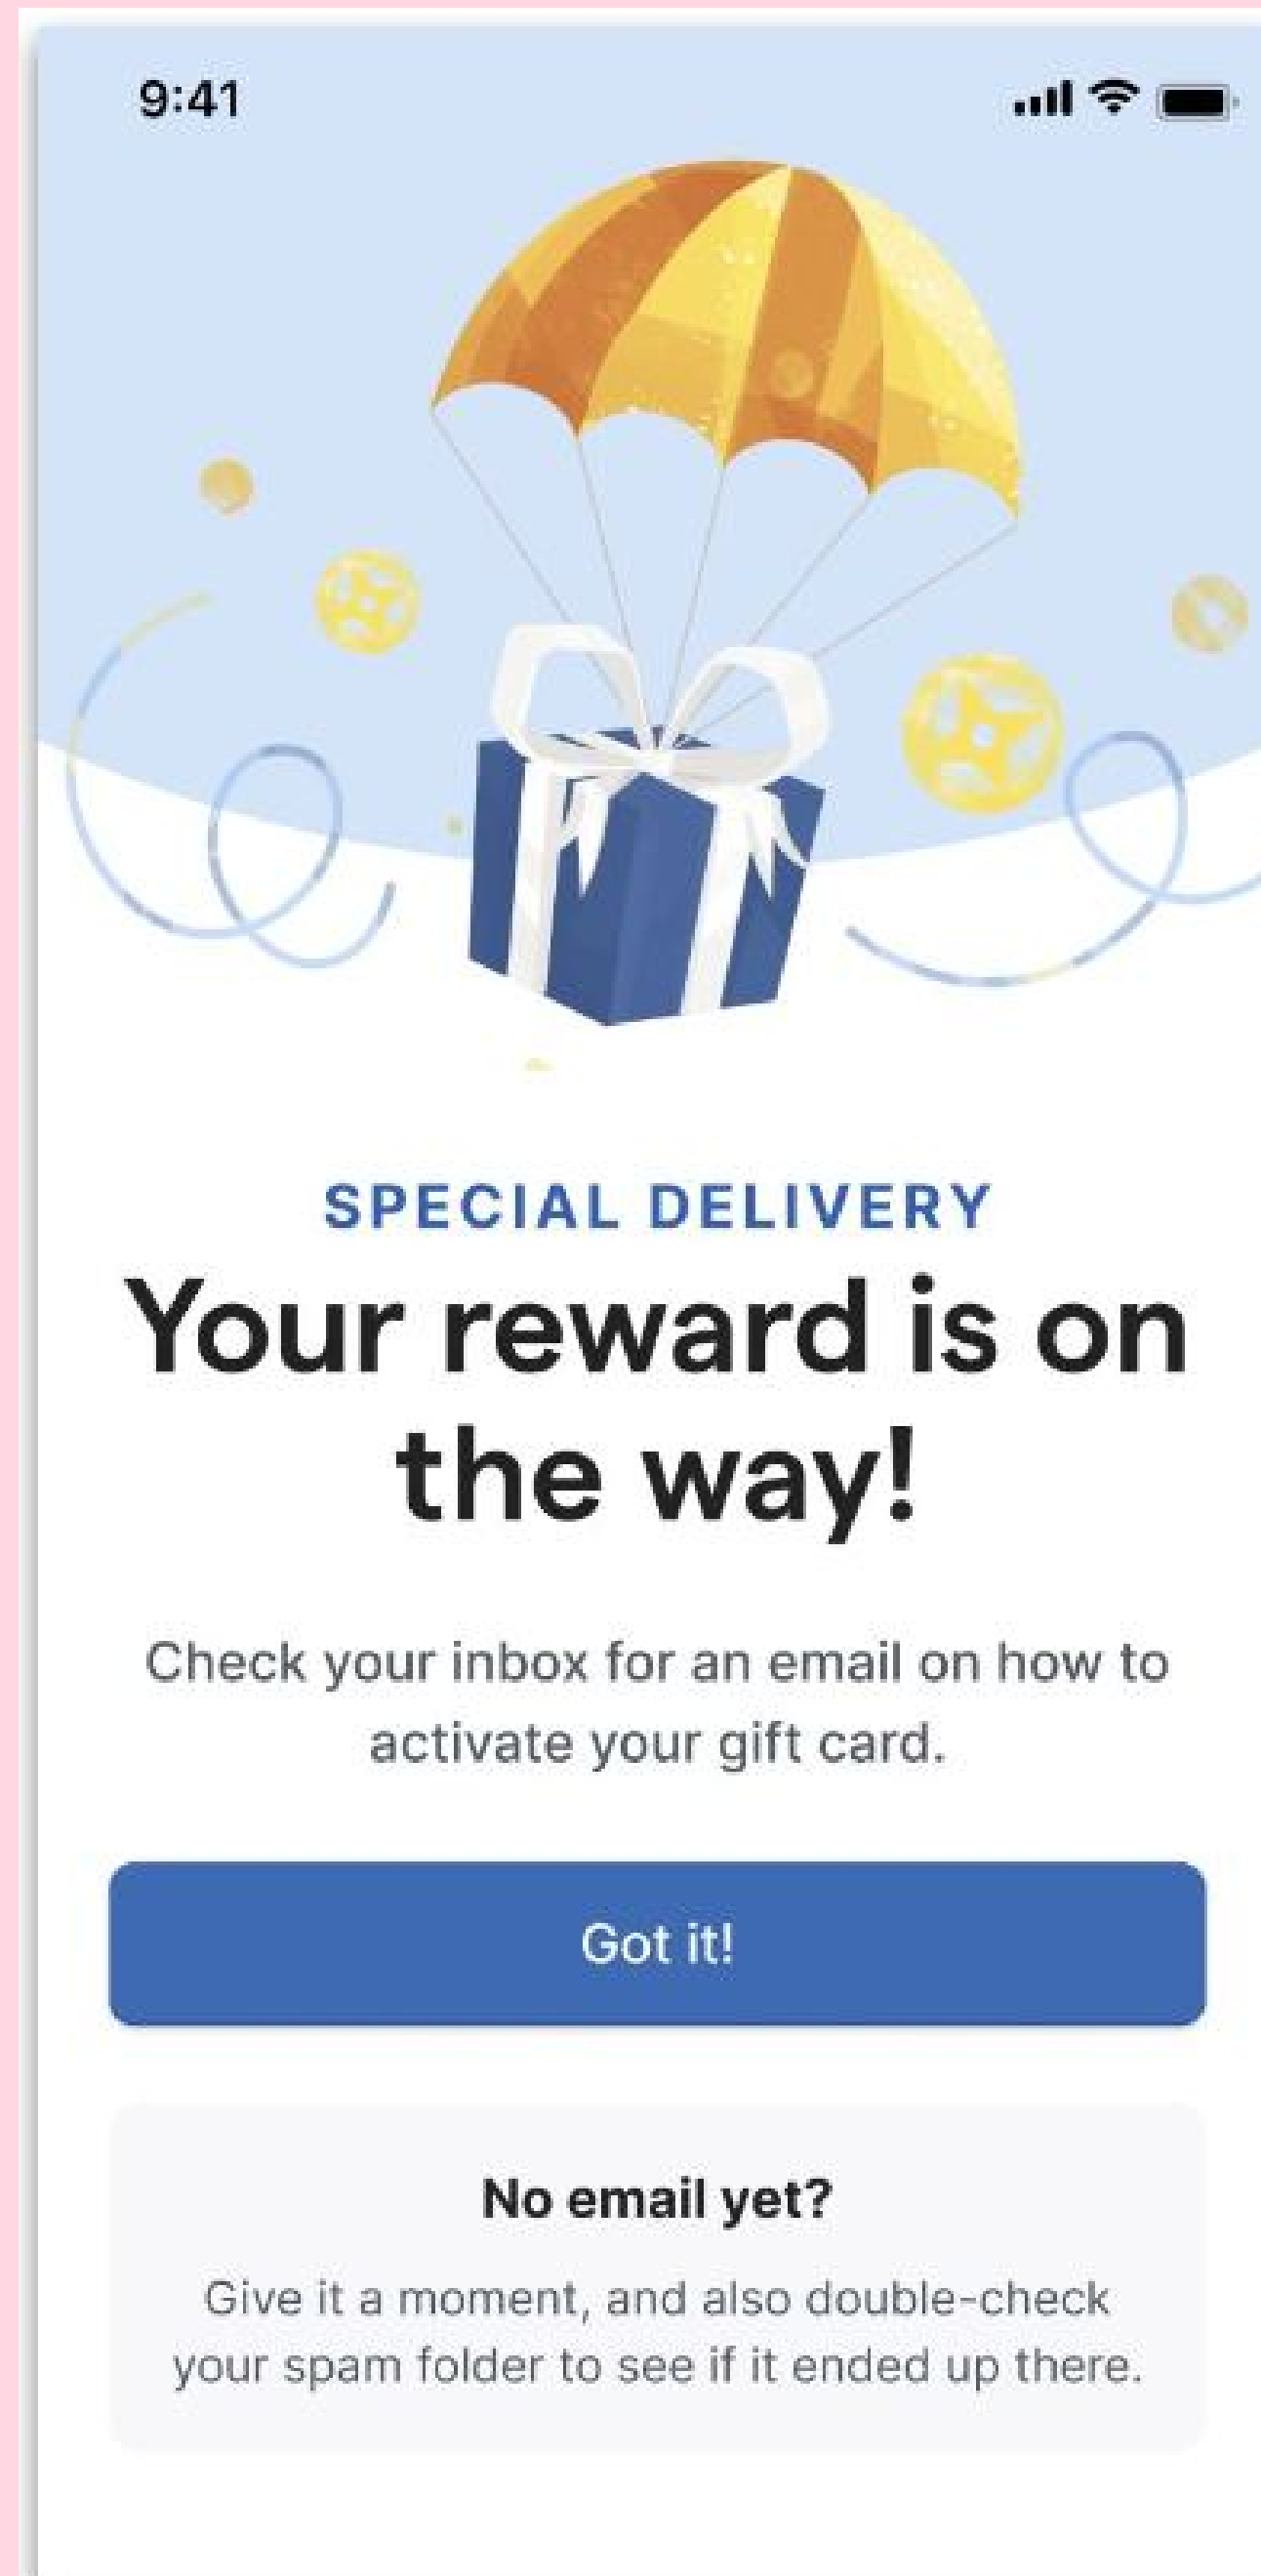 9:41
SPECIAL DELIVERY
Your reward is on
the way!
Check your inbox for an email on how to
activate your gift card.
Got it!
No email yet?
Give it a moment, and also double-check
your spam folder to see if it ended up there.